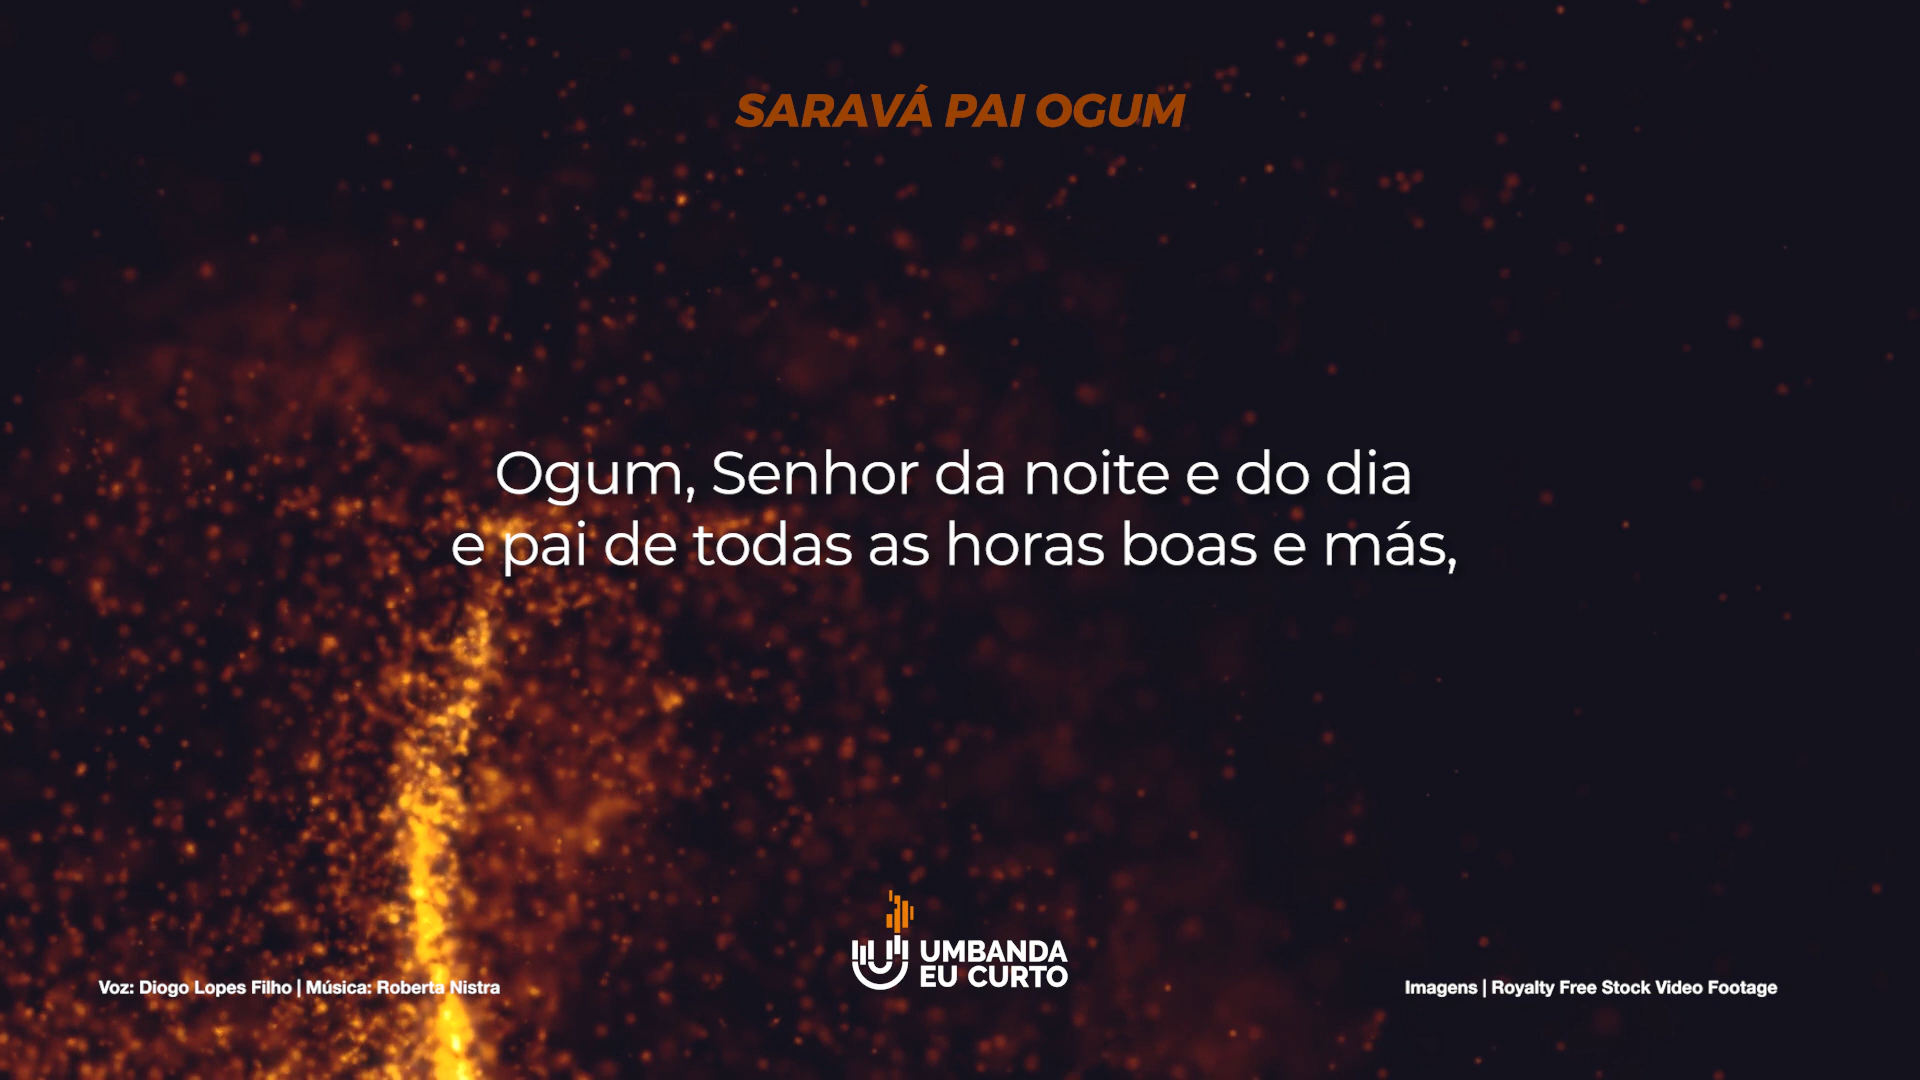 SARAVÁ PAI OGUM
Ogum, Senhor da noite e do dia
e pai de todas as horas boas e más,
UMBANDA
EU CURTO
Voz: Diogo Lopes Filho | Música: Roberta Nistra
Imagens | Royalty Free Stock Video Footage